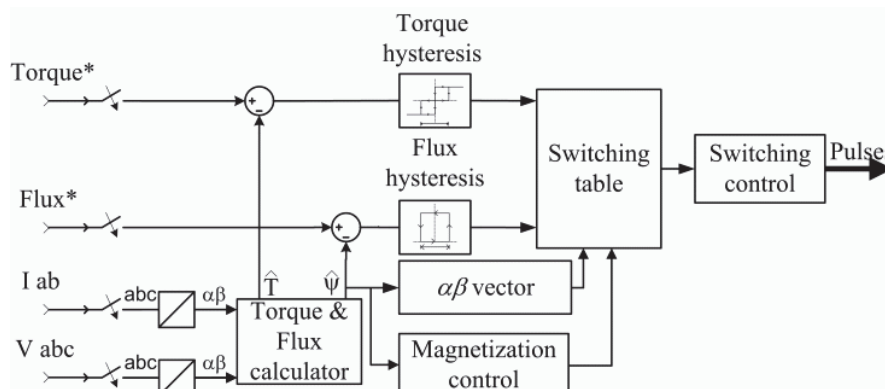 Torque
hysteresis
Torque*
+
−
Flux
hysteresis
Switching
table
Switching
control
Pulses
Flux*
+
−
I ab
abc
αβ
T̂
ψ̂
αβ vector
Torque &
Flux
calculator
V abc
abc
αβ
Magnetization
control